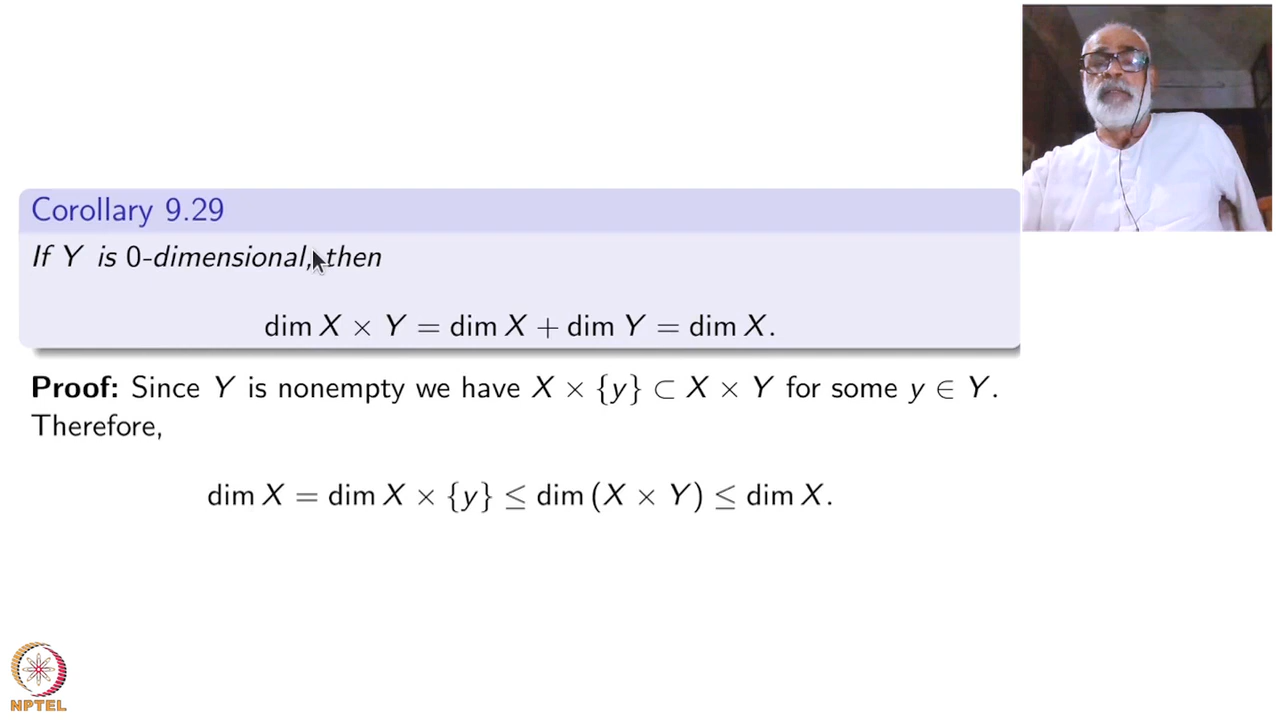 Corollary 9.29
If Y is 0-dimensional, then
dim X × Y = dim X + dim Y = dim X.
Proof: Since Y is nonempty we have X × {y} ⊂ X × Y for some y ∈ Y.
Therefore,
dim X = dim X × {y} ≤ dim (X × Y) ≤ dim X.
NPTEL